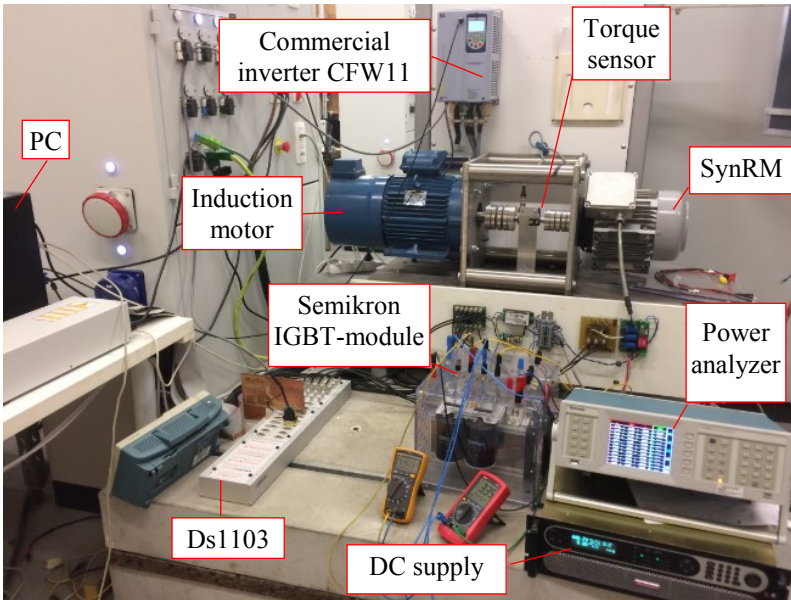 Commercial
inverter CFW11
Torque
sensor
PC
SynRM
Induction
motor
Semikron
IGBT-module
Power
analyzer
Ds1103
DC supply